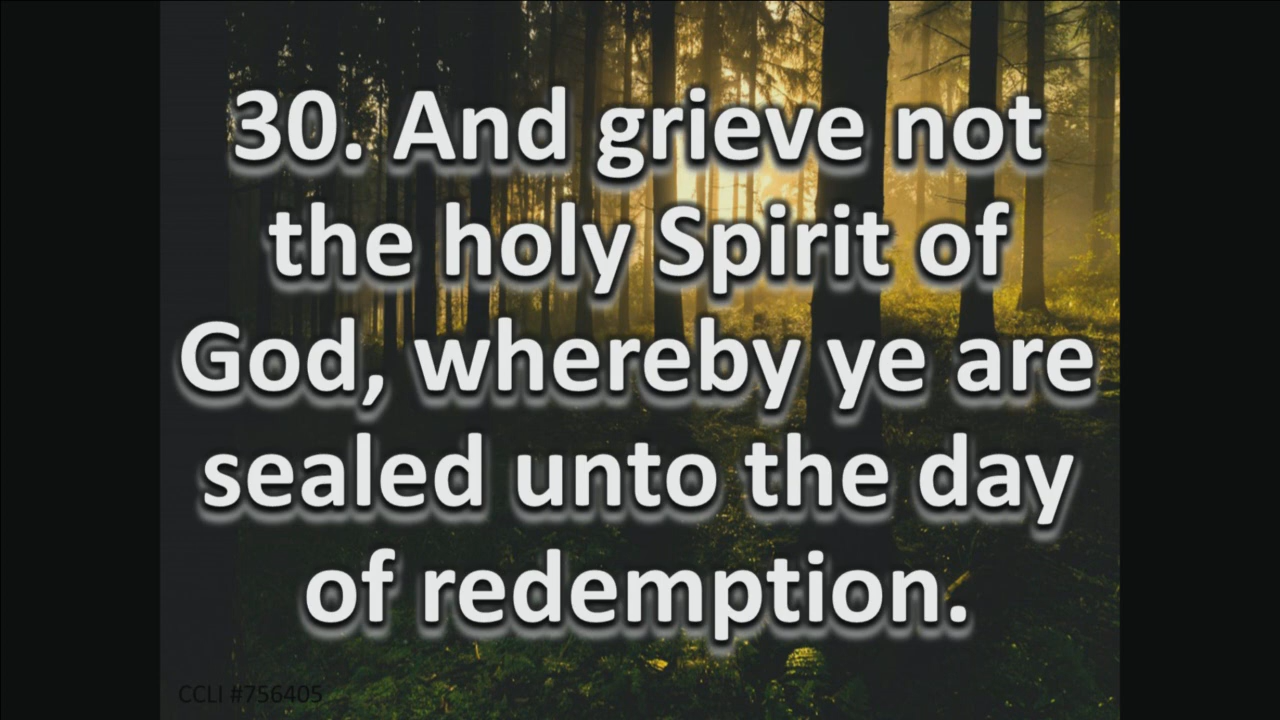 30. And grieve not
the holy Spirit of
God, whereby ye are
sealed unto the day
of redemption.
CCLI #756405